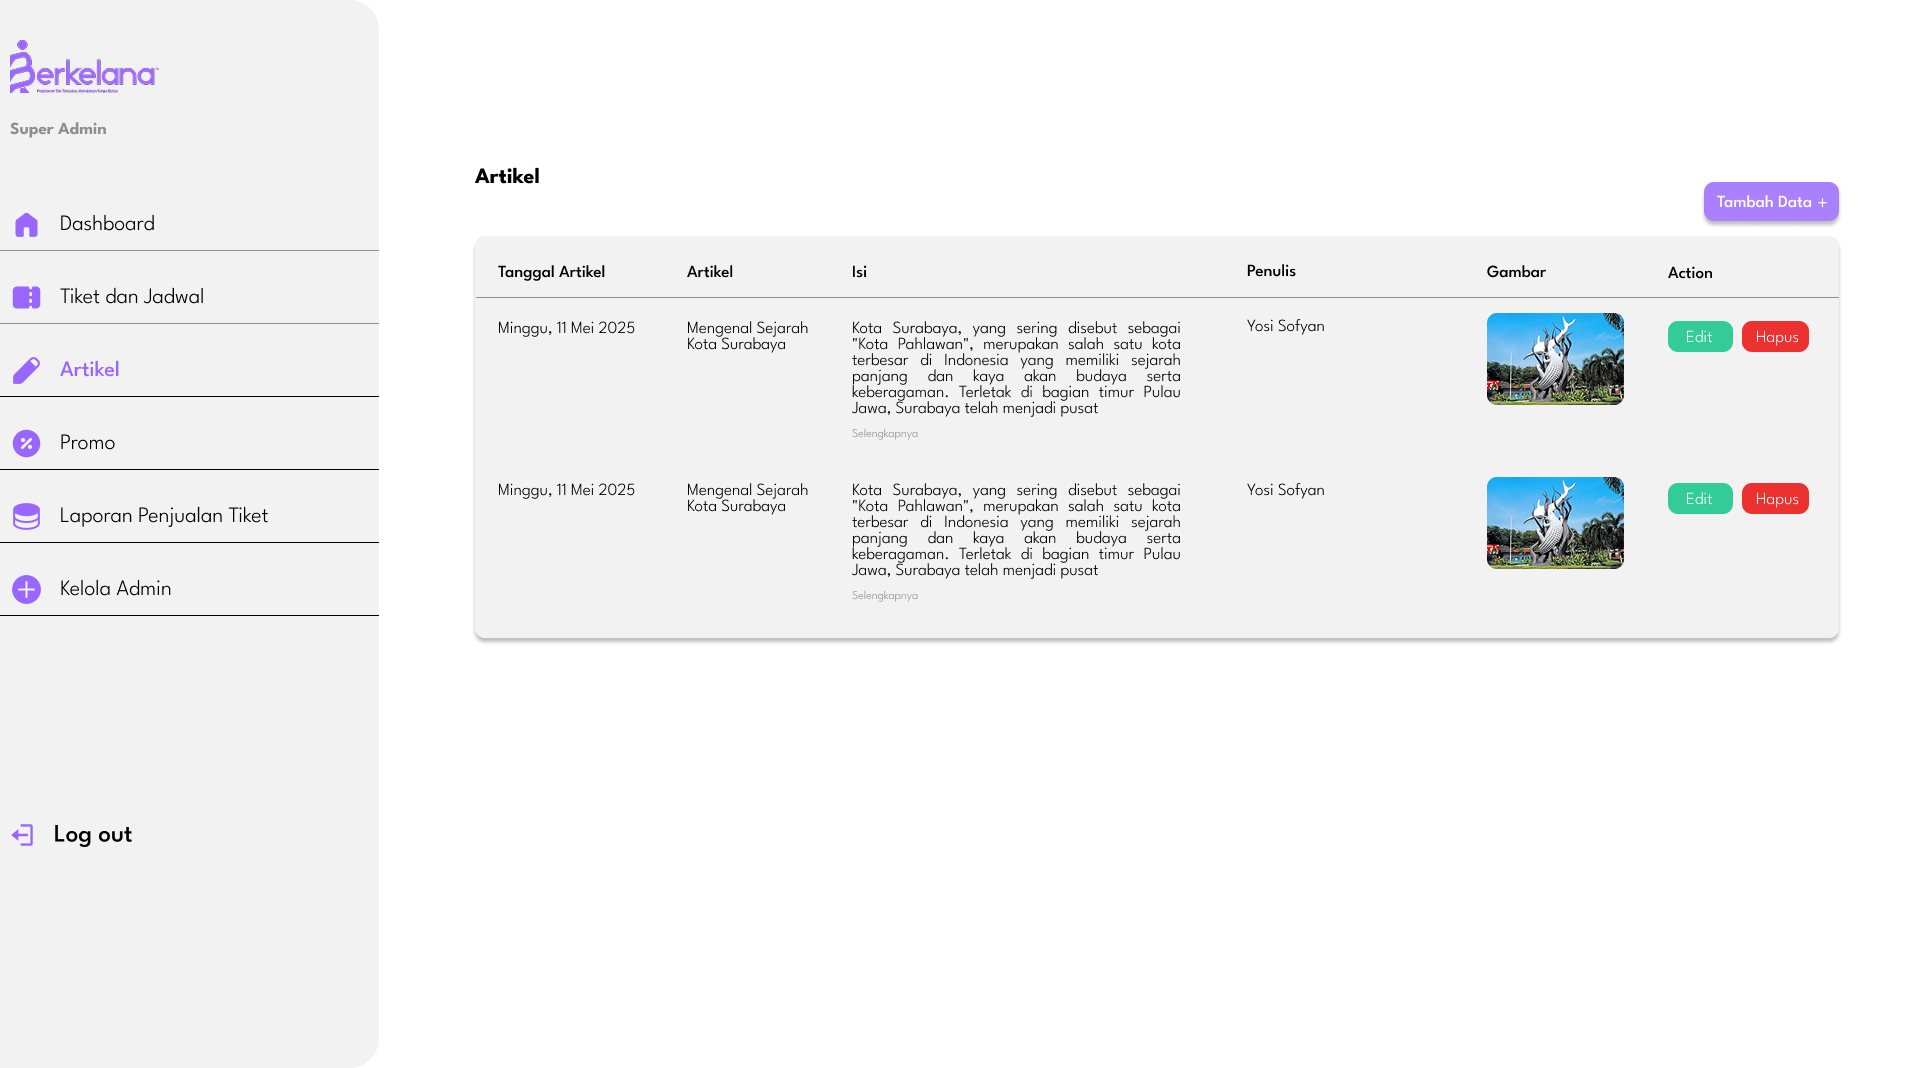 Berkelana
Super Admin
Dashboard
Tiket dan Jadwal
Artikel
Promo
Laporan Penjualan Tiket
Kelola Admin
Log out
Artikel
Tambah Data +
Tanggal Artikel Artikel Isi Penulis Gambar Action
Minggu, 11 Mei 2025
Mengenal Sejarah
Kota Surabaya
Kota Surabaya, yang sering disebut sebagai
"Kota Pahlawan", merupakan salah satu kota
terbesar di Indonesia yang memiliki sejarah
panjang dan kaya akan budaya serta
keberagaman. Terletak di bagian timur Pulau
Jawa, Surabaya telah menjadi pusat
Selengkapnya
Yosi Sofyan
Edit
Hapus
Minggu, 11 Mei 2025
Mengenal Sejarah
Kota Surabaya
Kota Surabaya, yang sering disebut sebagai
"Kota Pahlawan", merupakan salah satu kota
terbesar di Indonesia yang memiliki sejarah
panjang dan kaya akan budaya serta
keberagaman. Terletak di bagian timur Pulau
Jawa, Surabaya telah menjadi pusat
Selengkapnya
Yosi Sofyan
Edit
Hapus